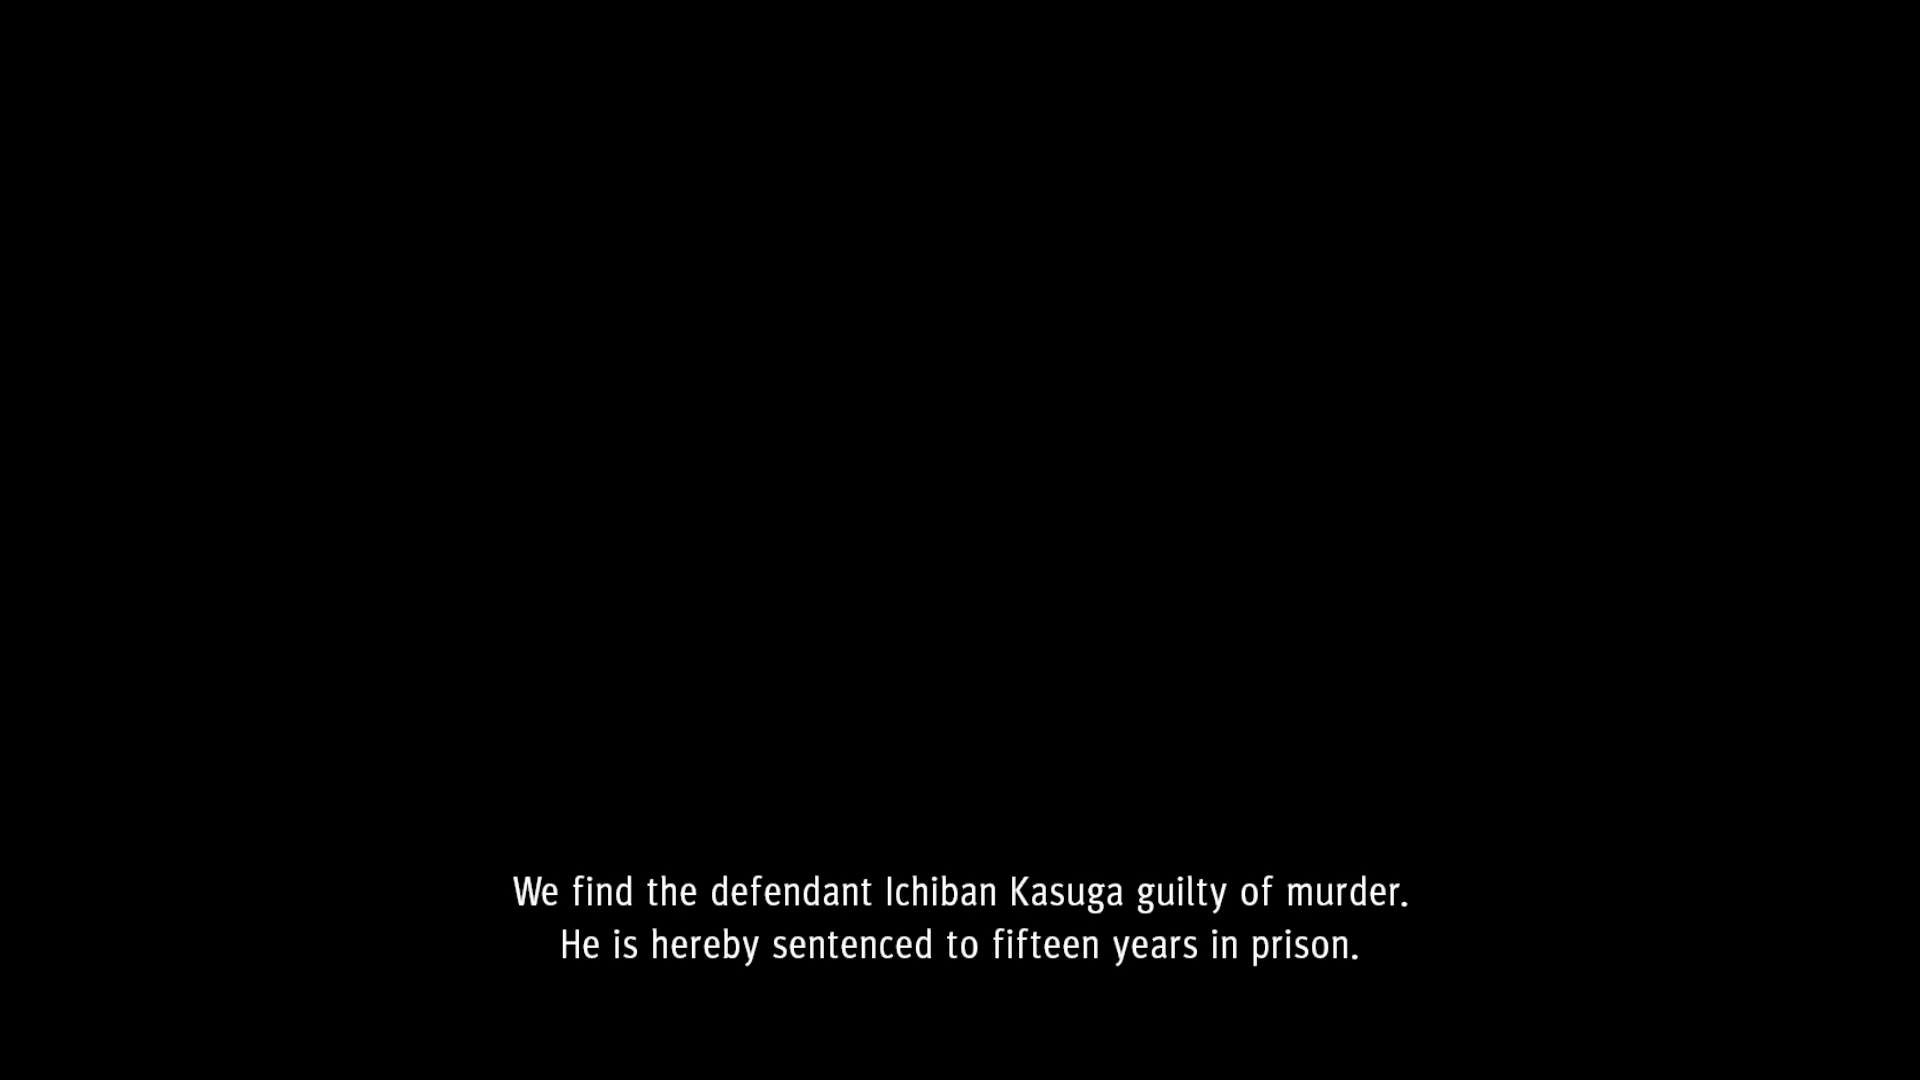 We find the defendant Ichiban Kasuga guilty of murder.
He is hereby sentenced to fifteen years in prison.